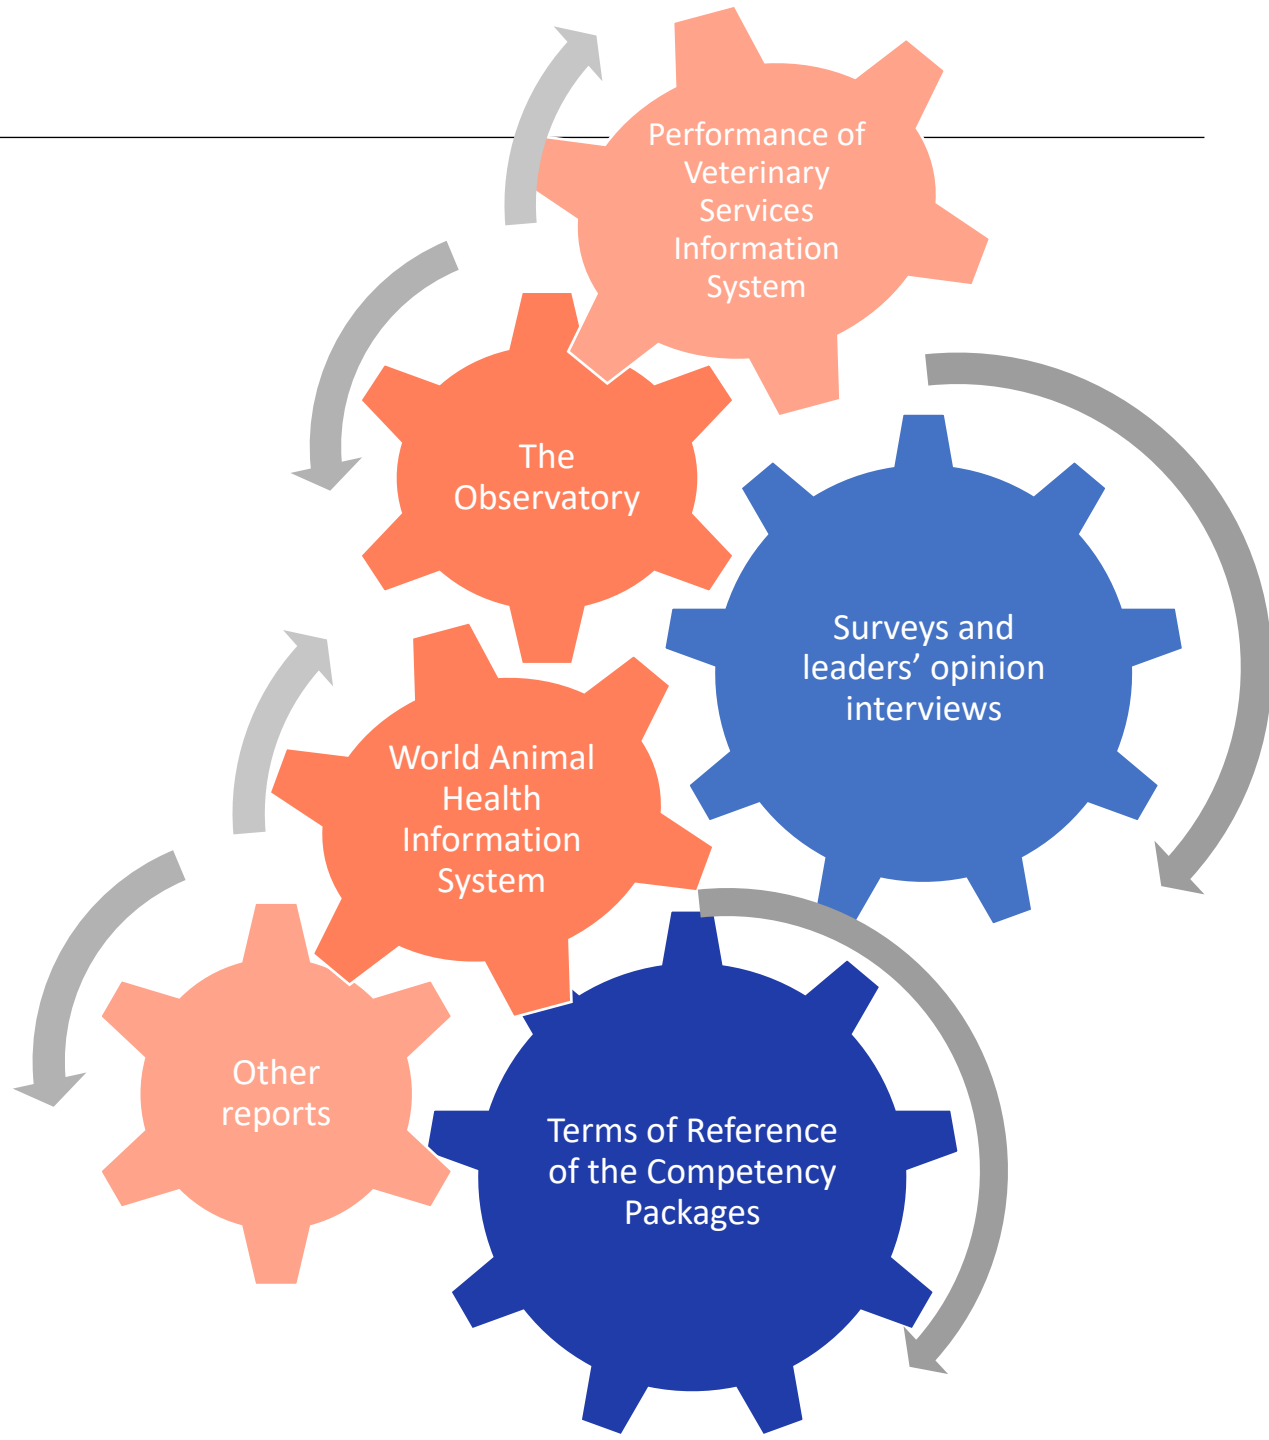 Performance of
Veterinary
Services
Information
System
The
Observatory
Surveys and
leaders’ opinion
interviews
World Animal
Health
Information
System
Other
reports
Terms of Reference
of the Competency
Packages